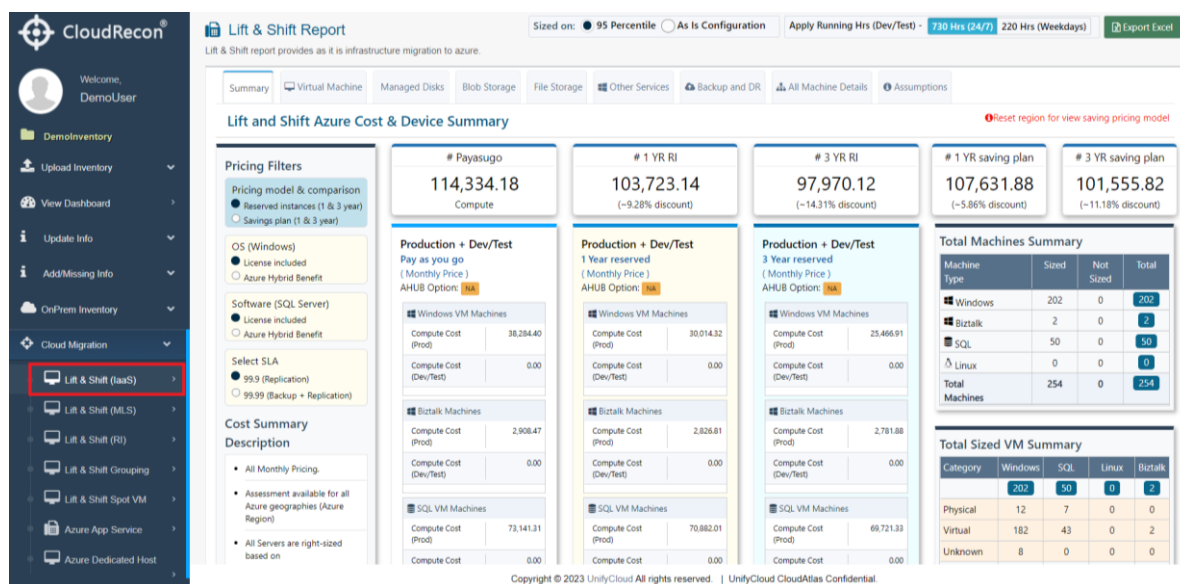 CloudRecon®
Welcome,
DemoUser
DemoInventory
Upload Inventory
View Dashboard
Update Info
Add/Missing Info
OnPrem Inventory
Cloud Migration
Lift & Shift (IaaS)
Lift & Shift (MLS)
Lift & Shift (RI)
Lift & Shift Grouping
Lift & Shift Spot VM
Azure App Service
Azure Dedicated Host
Lift & Shift Report
Sized on: 95 Percentile As Is Configuration
Apply Running Hrs (Dev/Test) - 730 Hrs (24/7) 220 Hrs (Weekdays)
Export Excel
Lift & Shift report provides as it is infrastructure migration to azure.
Summary Virtual Machine Managed Disks Blob Storage File Storage Other Services Backup and DR All Machine Details Assumptions
Lift and Shift Azure Cost & Device Summary
Reset region for view saving pricing model
Pricing Filters
Pricing model & comparison
Reserved instances (1 & 3 year)
Savings plan (1 & 3 year)
OS (Windows)
License included
Azure Hybrid Benefit
Software (SQL Server)
License included
Azure Hybrid Benefit
Select SLA
99.9 (Replication)
99.99 (Backup + Replication)
Cost Summary
Description
All Monthly Pricing.
Assessment available for all
Azure geographies (Azure
Region)
All Servers are right-sized
based on
# Payasugo
114,334.18
Compute
# 1 YR RI
103,723.14
(~9.28% discount)
# 3 YR RI
97,970.12
(~14.31% discount)
# 1 YR saving plan
107,631.88
(~5.86% discount)
# 3 YR saving plan
101,555.82
(~11.18% discount)
Production + Dev/Test
Pay as you go
( Monthly Price )
AHUB Option: NA
Windows VM Machines
Compute Cost 38,284.40
(Prod)
Compute Cost 0.00
(Dev/Test)
Biztalk Machines
Compute Cost 2,908.47
(Prod)
Compute Cost 0.00
(Dev/Test)
SQL VM Machines
Compute Cost 73,141.31
(Prod)
Compute Cost 0.00
Production + Dev/Test
1 Year reserved
( Monthly Price )
AHUB Option: NA
Windows VM Machines
Compute Cost 30,014.32
(Prod)
Compute Cost 0.00
(Dev/Test)
Biztalk Machines
Compute Cost 2,826.81
(Prod)
Compute Cost 0.00
(Dev/Test)
SQL VM Machines
Compute Cost 70,882.01
(Prod)
Compute Cost 0.00
Production + Dev/Test
3 Year reserved
( Monthly Price )
AHUB Option: NA
Windows VM Machines
Compute Cost 25,466.91
(Prod)
Compute Cost 0.00
(Dev/Test)
Biztalk Machines
Compute Cost 2,781.88
(Prod)
Compute Cost 0.00
(Dev/Test)
SQL VM Machines
Compute Cost 69,721.33
(Prod)
Compute Cost 0.00
Total Machines Summary
Machine Sized Not Total
Type Sized
Windows 202 0 202
Biztalk 2 0 2
SQL 50 0 50
Linux 0 0 0
Total 254 0 254
Machines
Total Sized VM Summary
Category Windows SQL Linux Biztalk
202 50 0 2
Physical 12 7 0 0
Virtual 182 43 0 2
Unknown 8 0 0 0
Copyright © 2023 UnifyCloud All rights reserved. | UnifyCloud CloudAtlas Confidential.